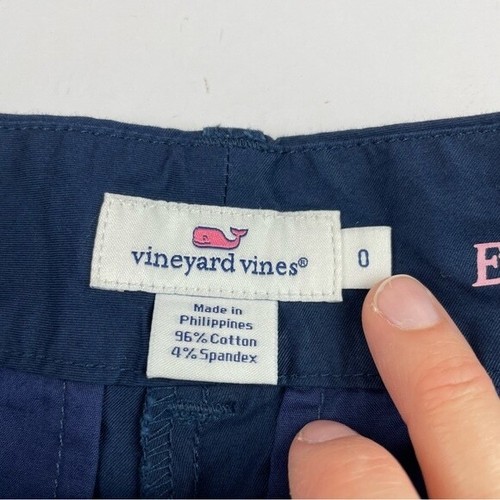 vineyard vines®
0
E
Made in
Philippines
96% Cotton
4% Spandex